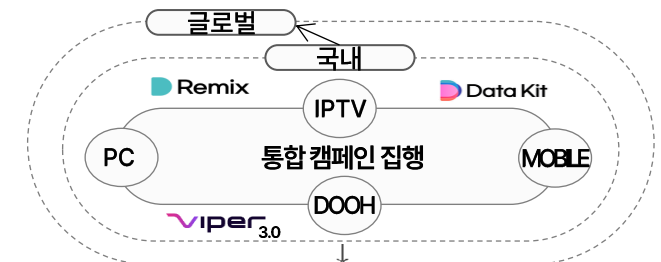 글로벌
국내
Remix
Data Kit
IPTV
PC
통합 캠페인 집행
MOBILE
DOOH
viper 3.0